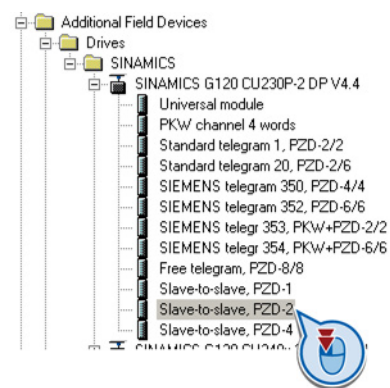 Additional Field Devices
Drives
SINAMICS
SINAMICS G120 CU230P-2 DP V4.4
Universal module
PKW channel 4 words
Standard telegram 1, PZD-2/2
Standard telegram 20, PZD-2/6
SIEMENS telegram 350, PZD-4/4
SIEMENS telegram 352, PZD-6/6
SIEMENS telegr 353, PKW+PZD-2/2
SIEMENS telegr 354, PKW+PZD-6/6
Free telegram, PZD-8/8
Slave-to-slave, PZD-1
Slave-to-slave, PZD-2
Slave-to-slave, PZD-4
SINAMICS G120